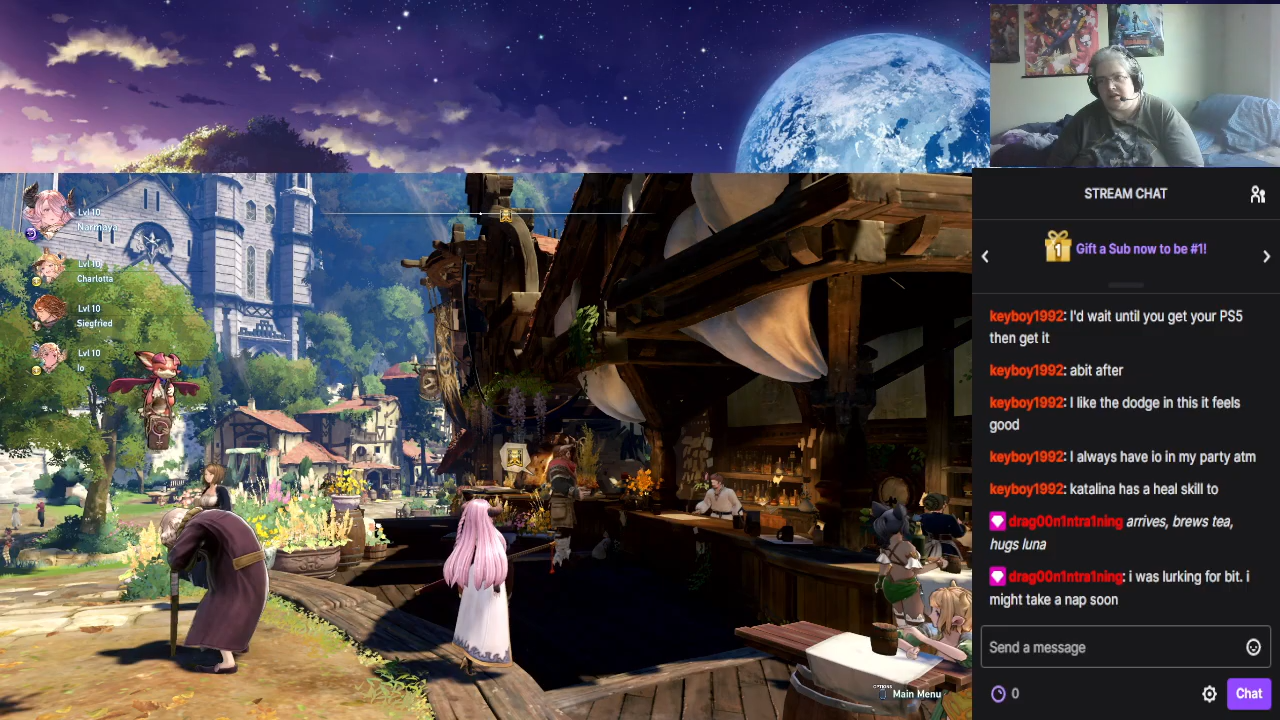 Lvl 10
Narmaya
Lvl 10
Charlotta
Lvl 10
Siegfried
Lvl 10
Io
OPTIONS
Main Menu
STREAM CHAT
1
Gift a Sub now to be #1!
keyboy1992: I'd wait until you get your PS5
then get it
keyboy1992: abit after
keyboy1992: I like the dodge in this it feels
good
keyboy1992: I always have io in my party atm
keyboy1992: katalina has a heal skill to
drag00n1ntra1ning arrives, brews tea,
hugs luna
drag00n1ntra1ning: i was lurking for bit. i
might take a nap soon
Send a message
0
Chat